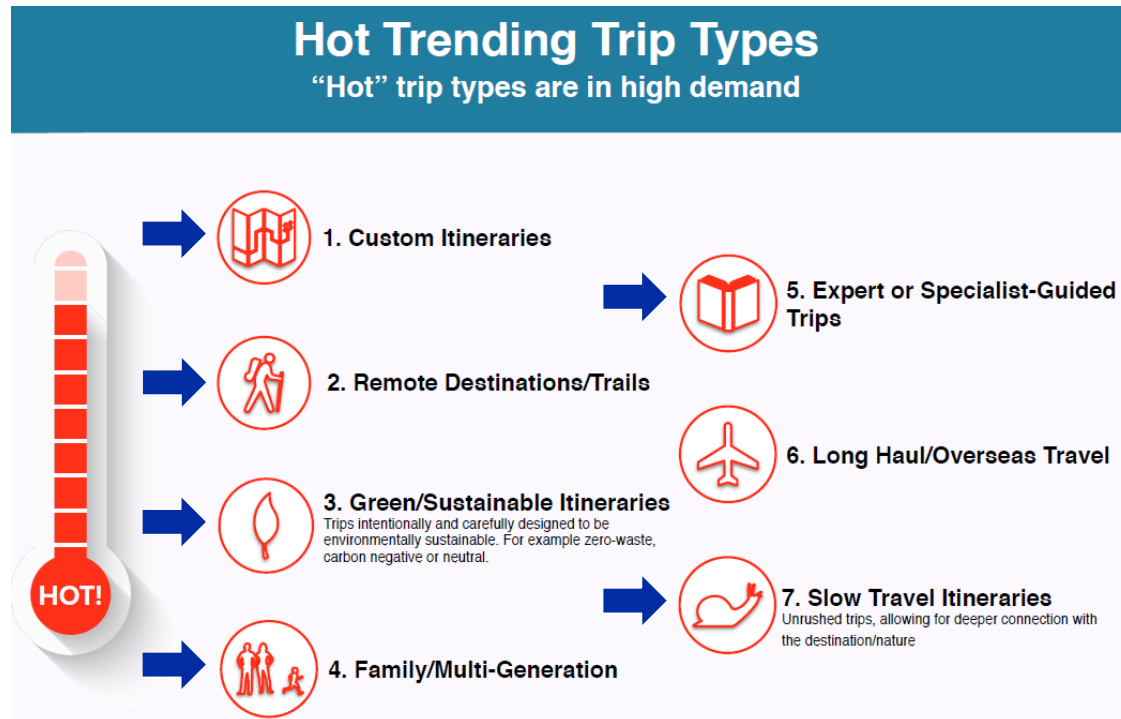 Hot Trending Trip Types
“Hot” trip types are in high demand
1. Custom Itineraries
2. Remote Destinations/Trails
3. Green/Sustainable Itineraries
Trips intentionally and carefully designed to be
environmentally sustainable. For example zero-waste,
carbon negative or neutral.
4. Family/Multi-Generation
5. Expert or Specialist-Guided
Trips
6. Long Haul/Overseas Travel
7. Slow Travel Itineraries
Unrushed trips, allowing for deeper connection with
the destination/nature
HOT!